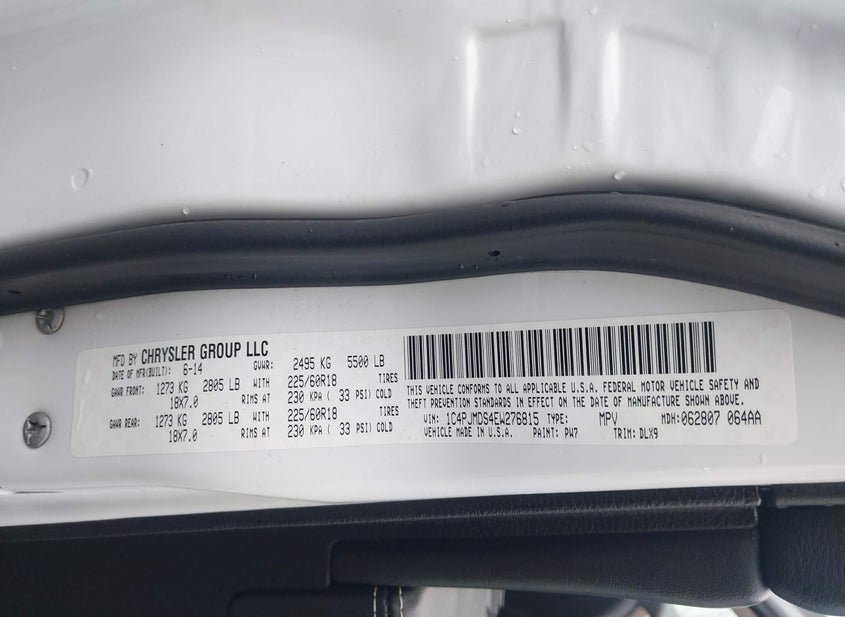 MFD BY CHRYSLER GROUP LLC
DATE OF MFR(BUILT): 6-14 GVWR: 2495 KG 5500 LB
GAWR FRONT: 1273 KG 2805 LB WITH 225/60R18 TIRES
18X7.0 RIMS AT 230 KPA ( 33 PSI) COLD
GAWR REAR: 1273 KG 2805 LB WITH 225/60R18 TIRES
18X7.0 RIMS AT 230 KPA ( 33 PSI) COLD
THIS VEHICLE CONFORMS TO ALL APPLICABLE U.S.A. FEDERAL MOTOR VEHICLE SAFETY AND
THEFT PREVENTION STANDARDS IN EFFECT ON THE DATE OF MANUFACTURE SHOWN ABOVE.
VIN: 1C4PJMDS4EW276815 TYPE: MPV MDH: 062807 064AA
VEHICLE MADE IN U.S.A. PAINT: PW7 TRIM: DLX9